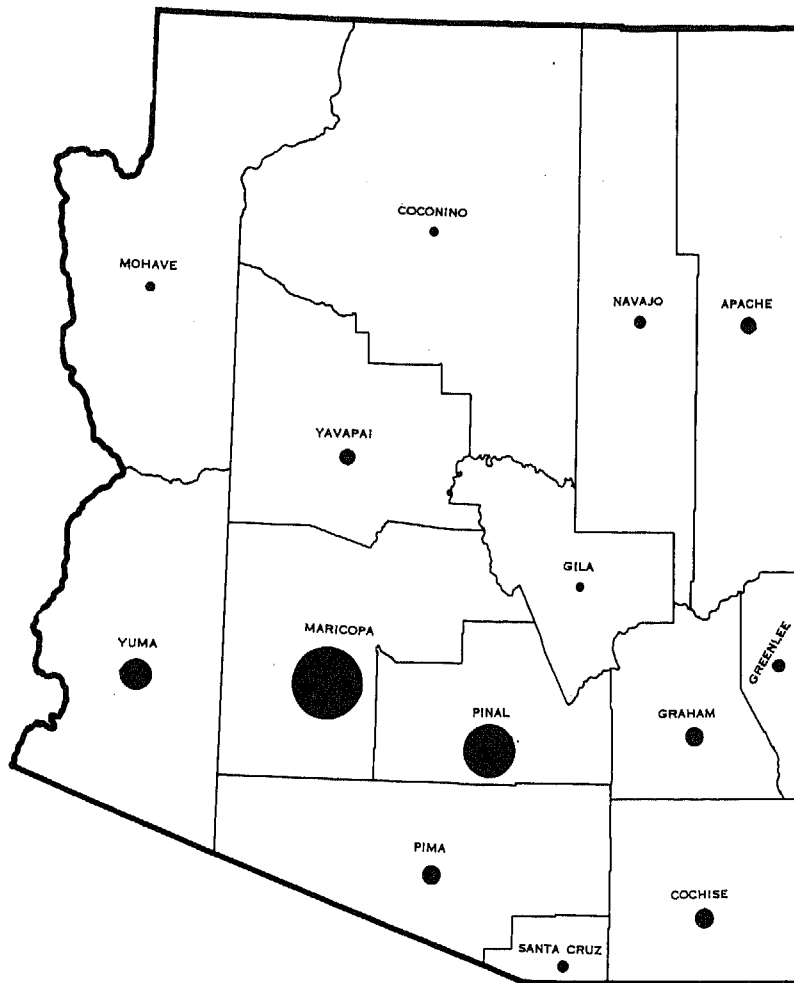 COCONINO
MOHAVE
NAVAJO
APACHE
YAVAPAI
GILA
YUMA
MARICOPA
GREENLEE
PINAL
GRAHAM
PIMA
COCHISE
SANTA CRUZ